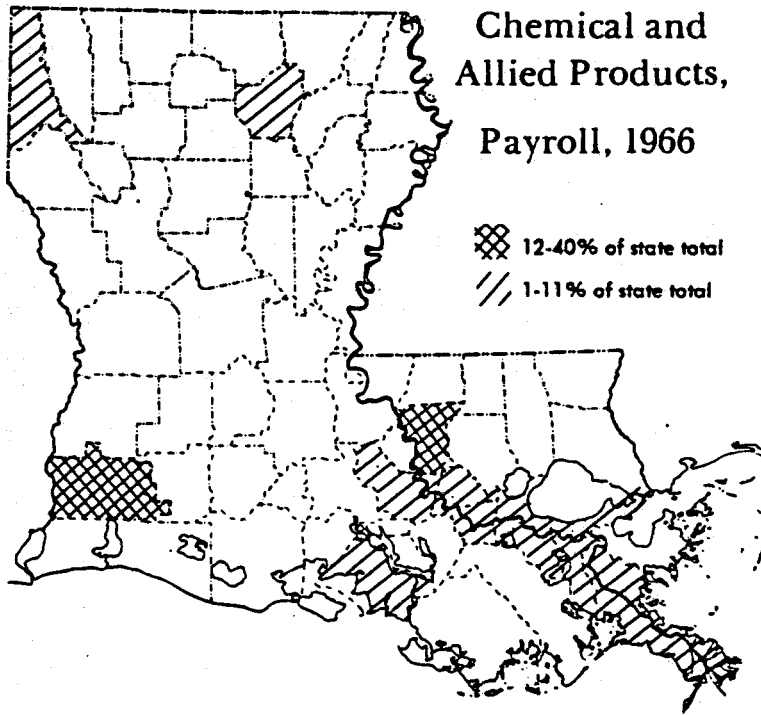 Chemical and
Allied Products,
Payroll, 1966
12-40% of state total
1-11% of state total